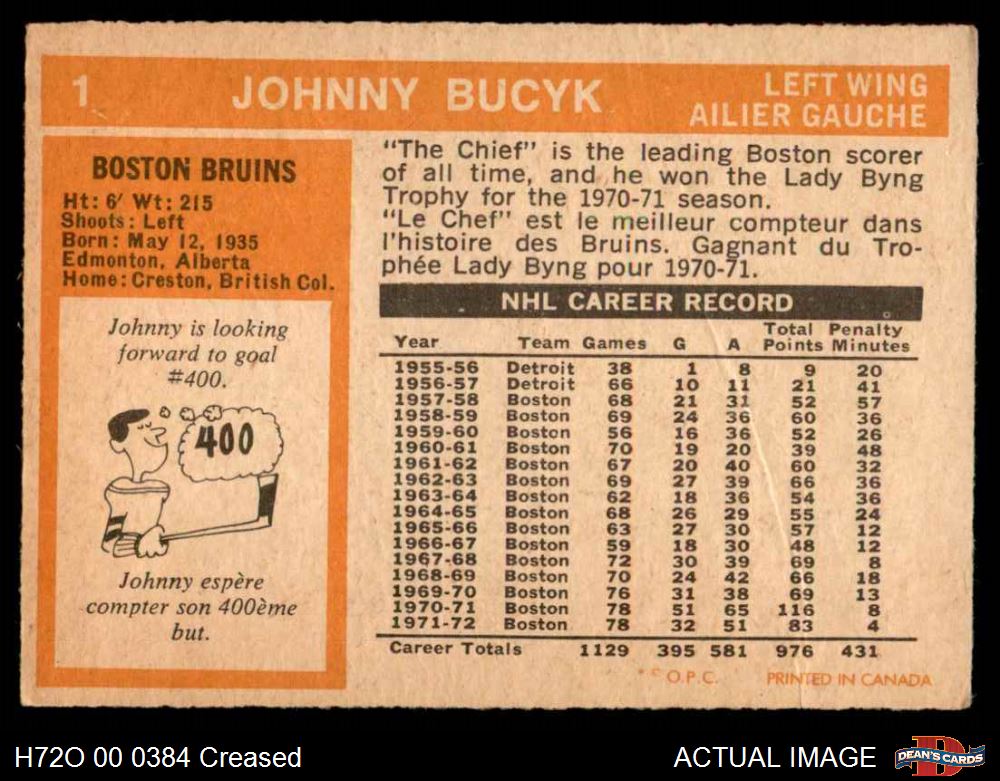 1 JOHNNY BUCYK LEFT WING
AILIER GAUCHE
BOSTON BRUINS
Ht: 6′ Wt: 215
Shoots: Left
Born: May 12, 1935
Edmonton, Alberta
Home: Creston, British Col.
Johnny is looking
forward to goal
#400.
400
Johnny espère
compter son 400ème
but.
"The Chief" is the leading Boston scorer
of all time, and he won the Lady Byng
Trophy for the 1970-71 season.
"Le Chef" est le meilleur compteur dans
l'histoire des Bruins. Gagnant du Tro-
phée Lady Byng pour 1970-71.
NHL CAREER RECORD
Total Penalty
Year Team Games G A Points Minutes
1955-56 Detroit 38 1 8 9 20
1956-57 Detroit 66 10 11 21 41
1957-58 Boston 68 21 31 52 57
1958-59 Boston 69 24 36 60 36
1959-60 Boston 56 16 36 52 26
1960-61 Boston 70 19 20 39 48
1961-62 Boston 67 20 40 60 32
1962-63 Boston 69 27 39 66 36
1963-64 Boston 62 18 36 54 36
1964-65 Boston 68 26 29 55 24
1965-66 Boston 63 27 30 57 12
1966-67 Boston 59 18 30 48 12
1967-68 Boston 72 30 39 69 8
1968-69 Boston 70 24 42 66 18
1969-70 Boston 76 31 38 69 13
1970-71 Boston 78 51 65 116 8
1971-72 Boston 78 32 51 83 4
Career Totals 1129 395 581 976 431
O.P.C. PRINTED IN CANADA
H72O 00 0384 Creased ACTUAL IMAGE
DEAN'S CARDS